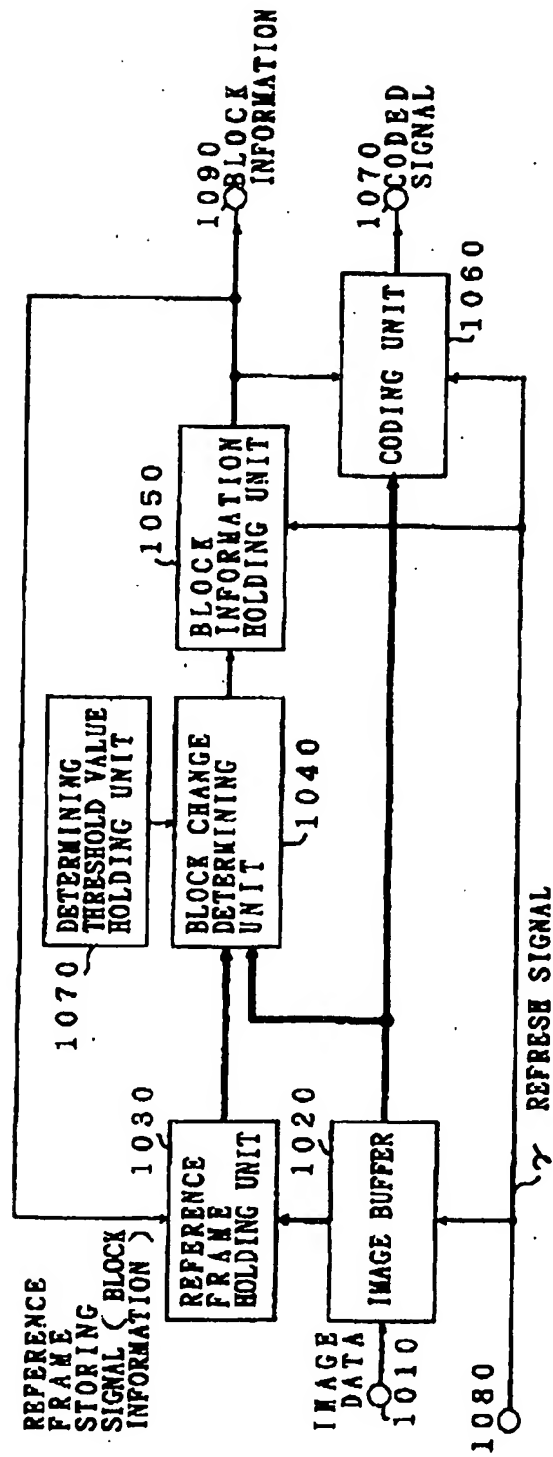 REFERENCE
FRAME
STORING
SIGNAL ( BLOCK
INFORMATION )
1030
REFERENCE
FRAME
HOLDING UNIT
IMAGE
DATA
1010
1020
IMAGE BUFFER
1080
γ REFRESH SIGNAL
1070
DETERMINING
THRESHOLD VALUE
HOLDING UNIT
BLOCK CHANGE
DETERMINING
UNIT
1040
1050
BLOCK
INFORMATION
HOLDING UNIT
CODING UNIT
1060
1090
BLOCK
INFORMATION
1070
CODED
SIGNAL